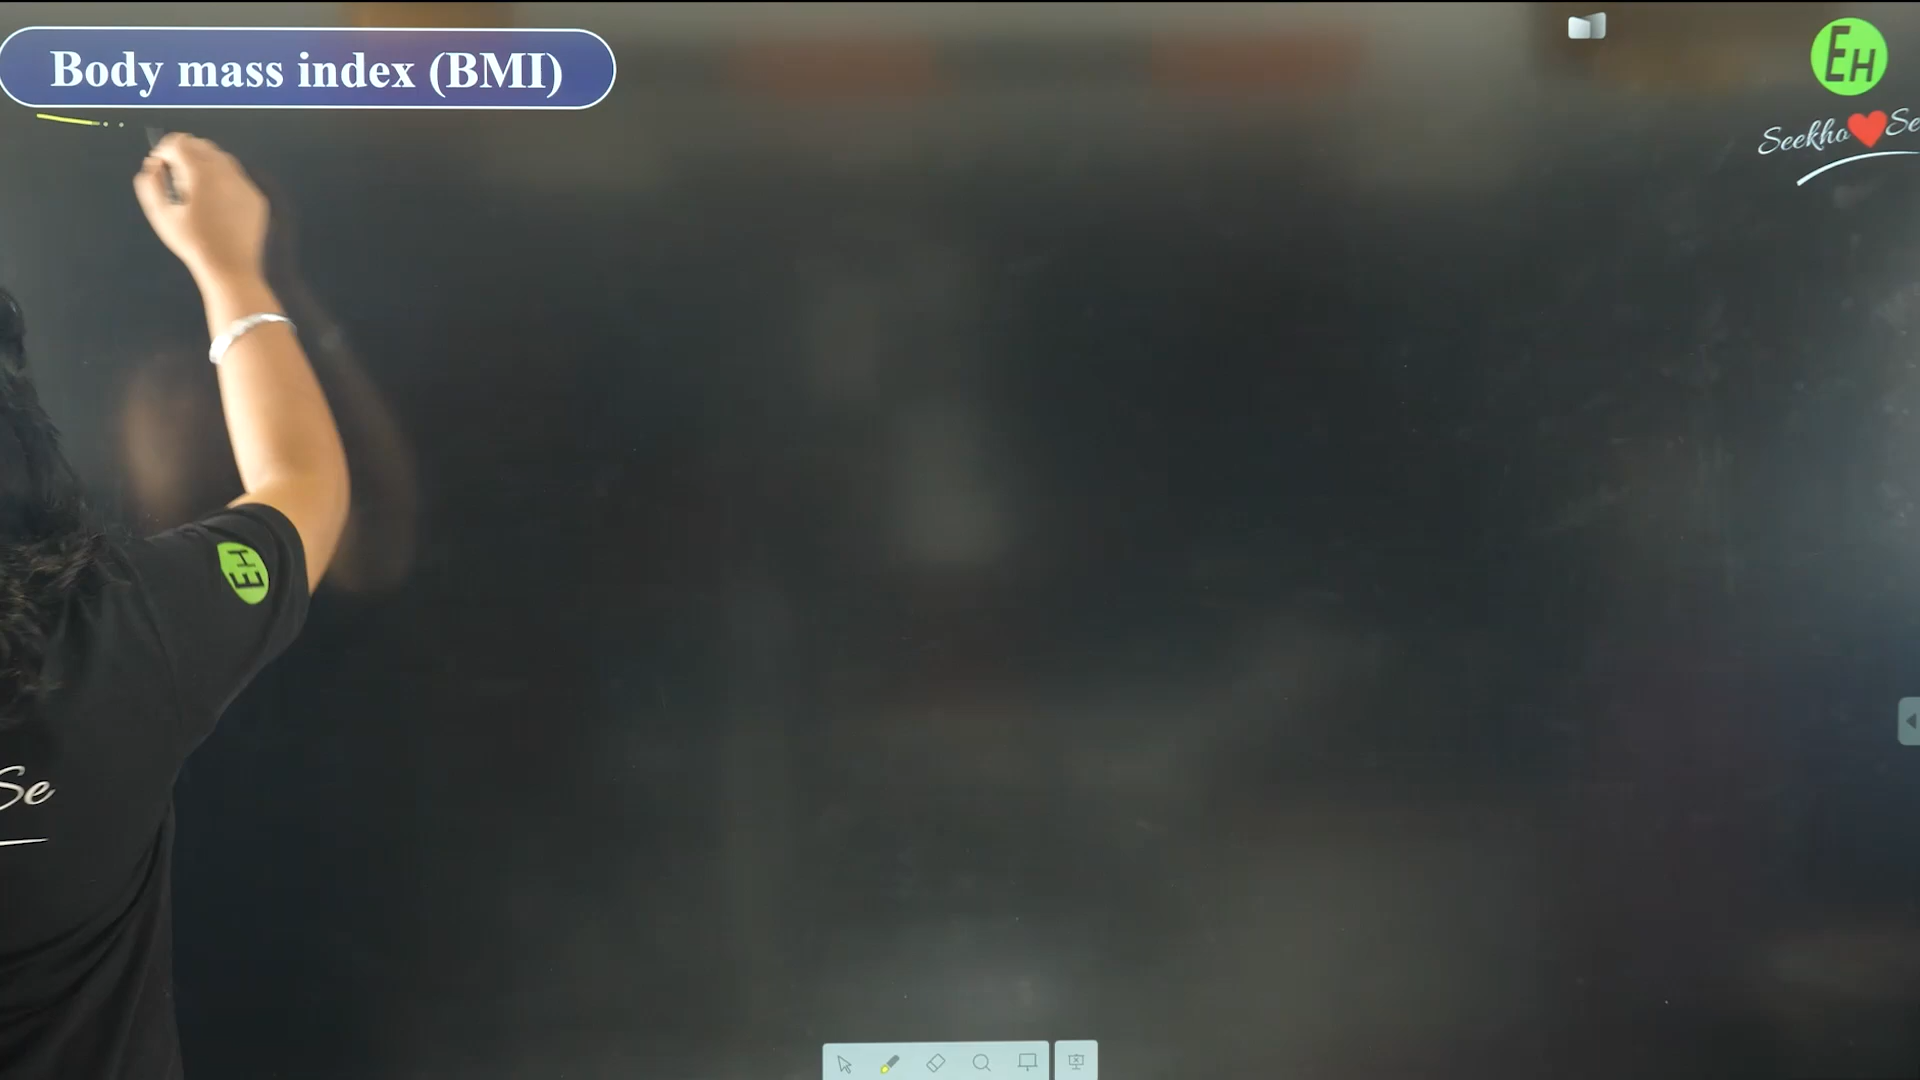 Body mass index (BMI)
EH
Seekho❤️Se
EH
Se